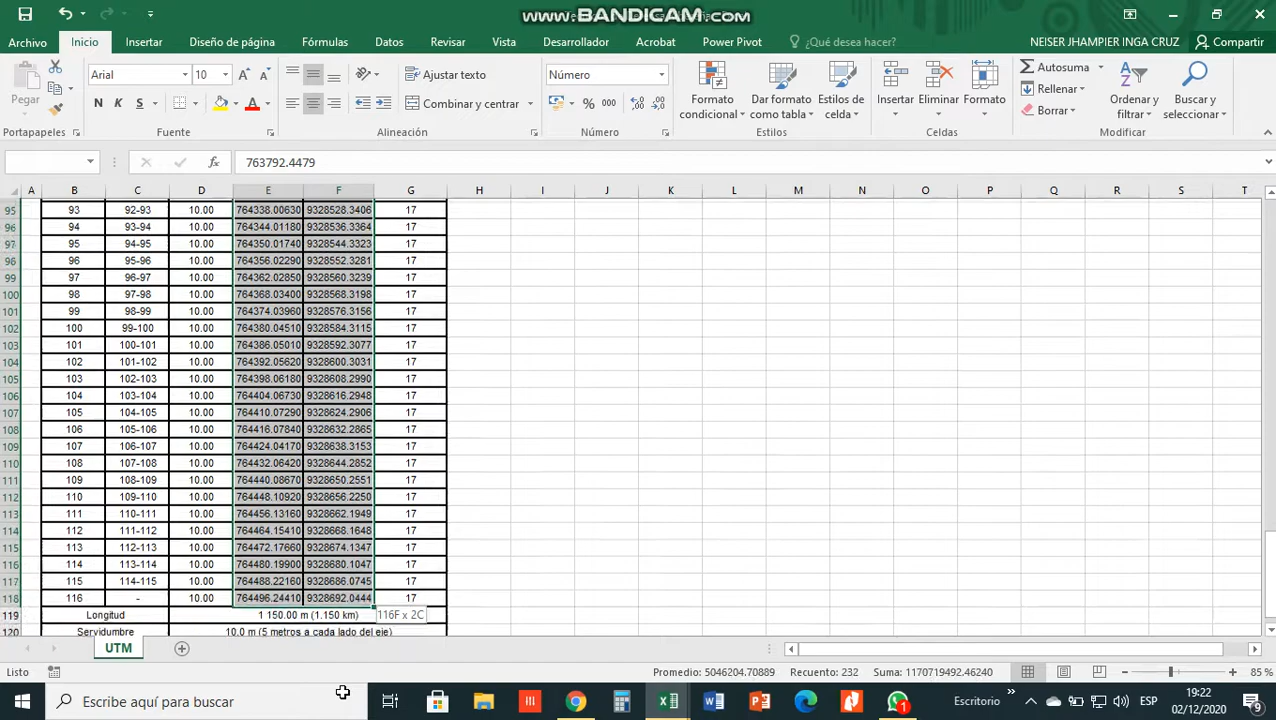 www.BANDICAM.com
Archivo Inicio Insertar Diseño de página Fórmulas Datos Revisar Vista Desarrollador Acrobat Power Pivot ¿Qué desea hacer? NEISER JHAMPIER INGA CRUZ Compartir
Arial 10 Ajustar texto Número Autosuma
Pegar N K S Combinar y centrar % 000 Formato condicional Dar formato como tabla Estilos de celda Insertar Eliminar Formato Rellenar Ordenar y filtrar Buscar y seleccionar
Borrar
Portapapeles Fuente Alineación Número Estilos Celdas Modificar
fx 763792.4479
A B C D E F G H I J K L M N O P Q R S T
95 93 92-93 10.00 764338.00630 9328528.3406 17
96 94 93-94 10.00 764344.01180 9328536.3364 17
97 95 94-95 10.00 764350.01740 9328544.3323 17
98 96 95-96 10.00 764356.02290 9328552.3281 17
99 97 96-97 10.00 764362.02850 9328560.3239 17
100 98 97-98 10.00 764368.03400 9328568.3198 17
101 99 98-99 10.00 764374.03960 9328576.3156 17
102 100 99-100 10.00 764380.04510 9328584.3115 17
103 101 100-101 10.00 764386.05010 9328592.3077 17
104 102 101-102 10.00 764392.05620 9328600.3031 17
105 103 102-103 10.00 764398.06180 9328608.2990 17
106 104 103-104 10.00 764404.06730 9328616.2948 17
107 105 104-105 10.00 764410.07290 9328624.2906 17
108 106 105-106 10.00 764416.07840 9328632.2865 17
109 107 106-107 10.00 764424.04170 9328638.3153 17
110 108 107-108 10.00 764432.06420 9328644.2852 17
111 109 108-109 10.00 764440.08670 9328650.2551 17
112 110 109-110 10.00 764448.10920 9328656.2250 17
113 111 110-111 10.00 764456.13160 9328662.1949 17
114 112 111-112 10.00 764464.15410 9328668.1648 17
115 113 112-113 10.00 764472.17660 9328674.1347 17
116 114 113-114 10.00 764480.19900 9328680.1047 17
117 115 114-115 10.00 764488.22160 9328686.0745 17
118 116 - 10.00 764496.24410 9328692.0444 17
119 Longitud 1 150.00 m (1.150 km) 116F x 2C
120 Servidumbre 10.0 m (5 metros a cada lado del eje)
UTM
Listo Promedio: 5046204.70889 Recuento: 232 Suma: 1170719492.46240 85 %
Escribe aquí para buscar 1 Escritorio ESP 19:22
02/12/2020 9